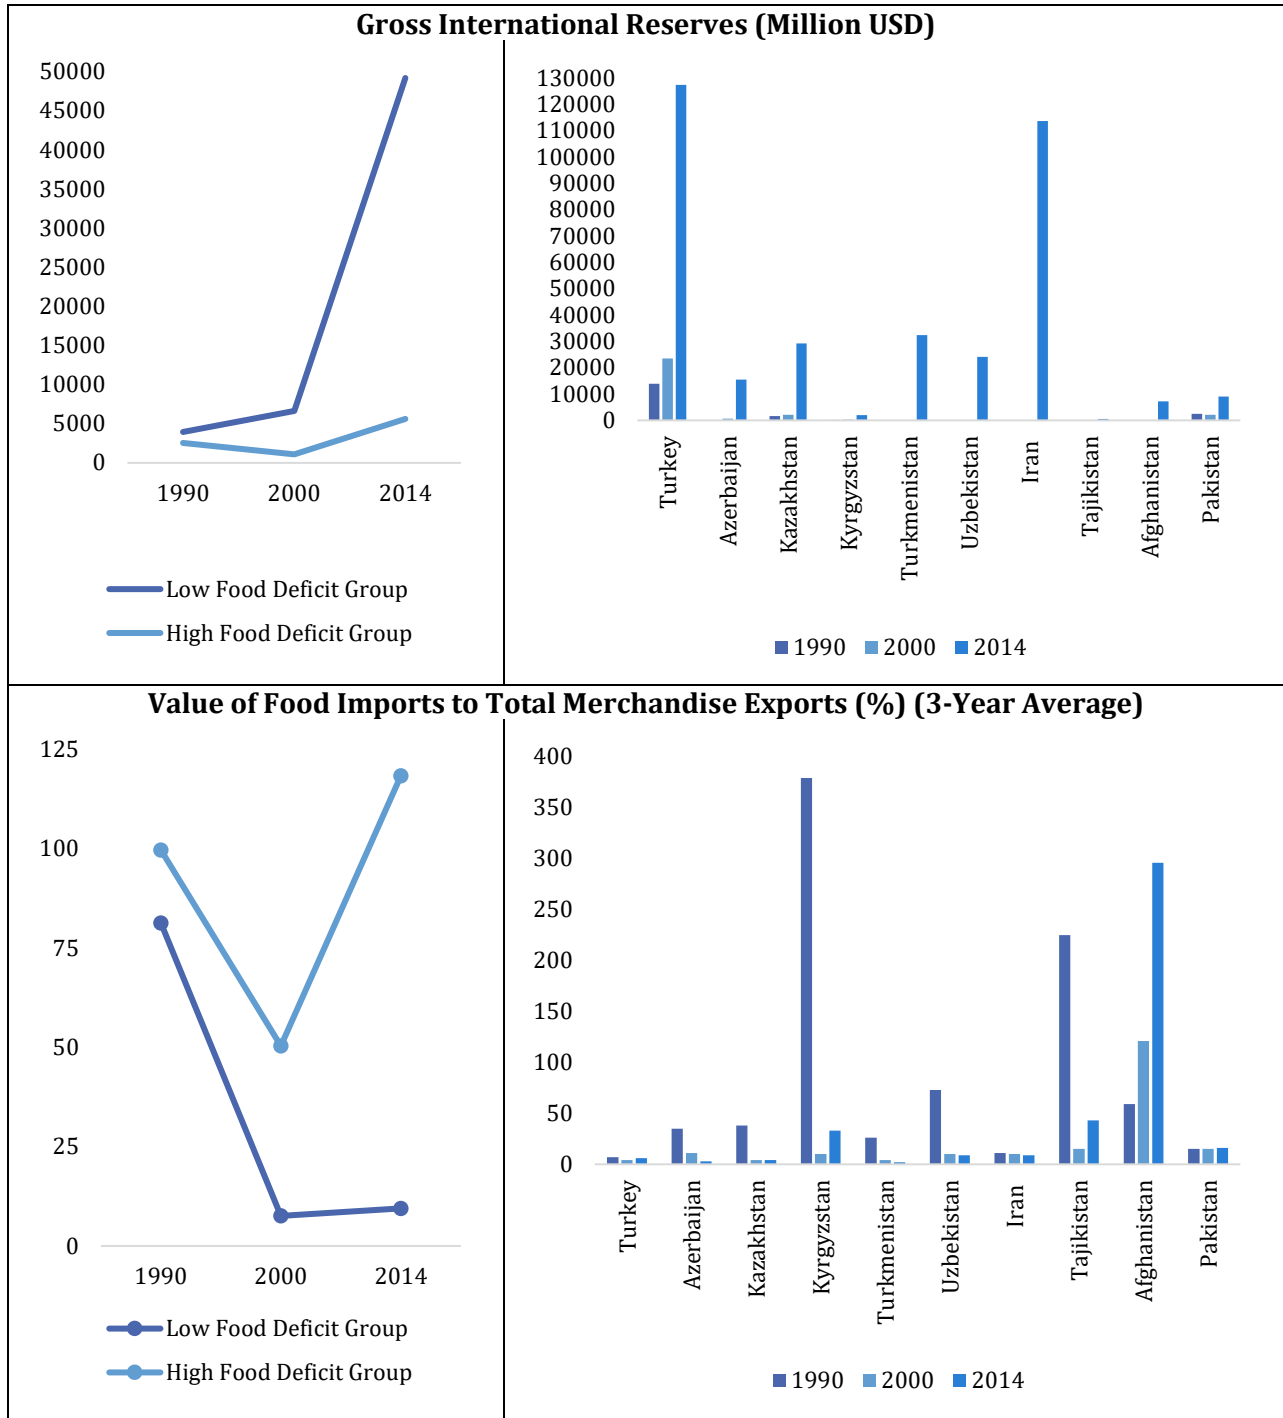 Gross International Reserves (Million USD)
50000
45000
40000
35000
30000
25000
20000
15000
10000
5000
0
1990 2000 2014
Low Food Deficit Group
High Food Deficit Group
130000
120000
110000
100000
90000
80000
70000
60000
50000
40000
30000
20000
10000
0
Turkey
Azerbaijan
Kazakhstan
Kyrgyzstan
Turkmenistan
Uzbekistan
Iran
Tajikistan
Afghanistan
Pakistan
1990 2000 2014
Value of Food Imports to Total Merchandise Exports (%) (3-Year Average)
125
100
75
50
25
0
1990 2000 2014
Low Food Deficit Group
High Food Deficit Group
400
350
300
250
200
150
100
50
0
Turkey
Azerbaijan
Kazakhstan
Kyrgyzstan
Turkmenistan
Uzbekistan
Iran
Tajikistan
Afghanistan
Pakistan
1990 2000 2014